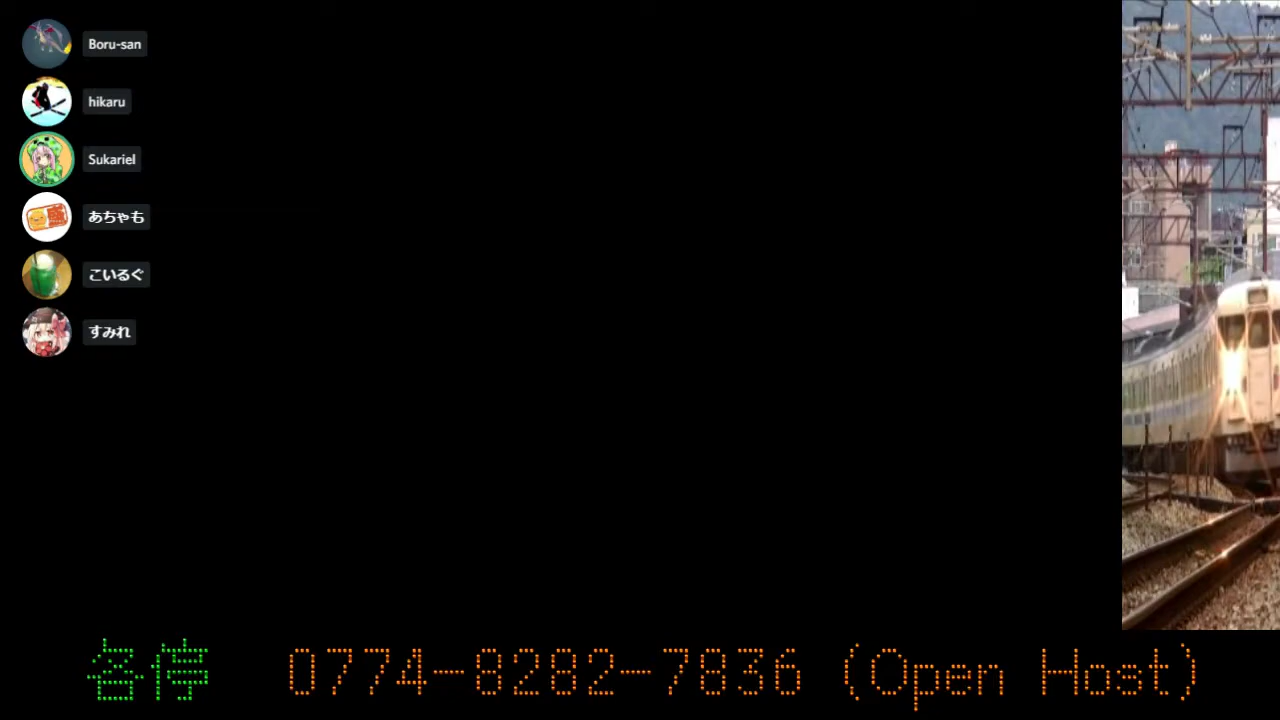 Boru-san
hikaru
Sukariel
あちゃも
こいるぐ
すみれ
各停 0774-8282-7836 (Open Host)